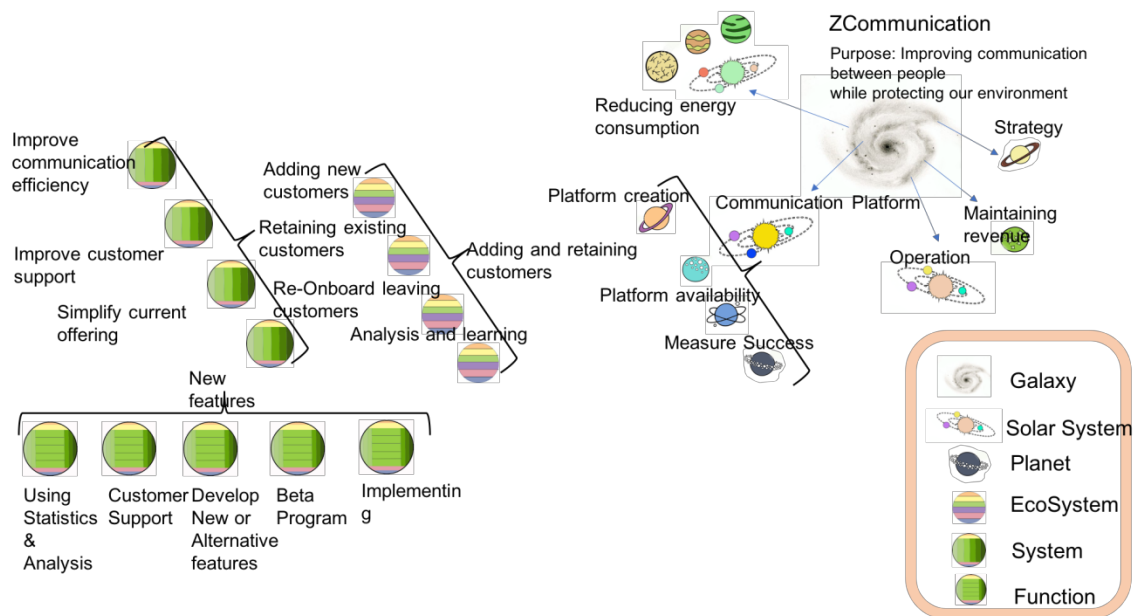 ZCommunication
Purpose: Improving communication
between people
while protecting our environment
Reducing energy
consumption
Strategy
Improve
communication
efficiency
Adding new
customers
Platform creation
Communication Platform
Maintaining
revenue
Retaining existing
customers
Adding and retaining
customers
Improve customer
support
Operation
Re-Onboard leaving
customers
Platform availability
Simplify current
offering
Analysis and learning
Measure Success
New
features
Using
Statistics
&
Analysis
Customer
Support
Develop
New or
Alternative
features
Beta
Program
Implementin
g
Galaxy
Solar System
Planet
EcoSystem
System
Function